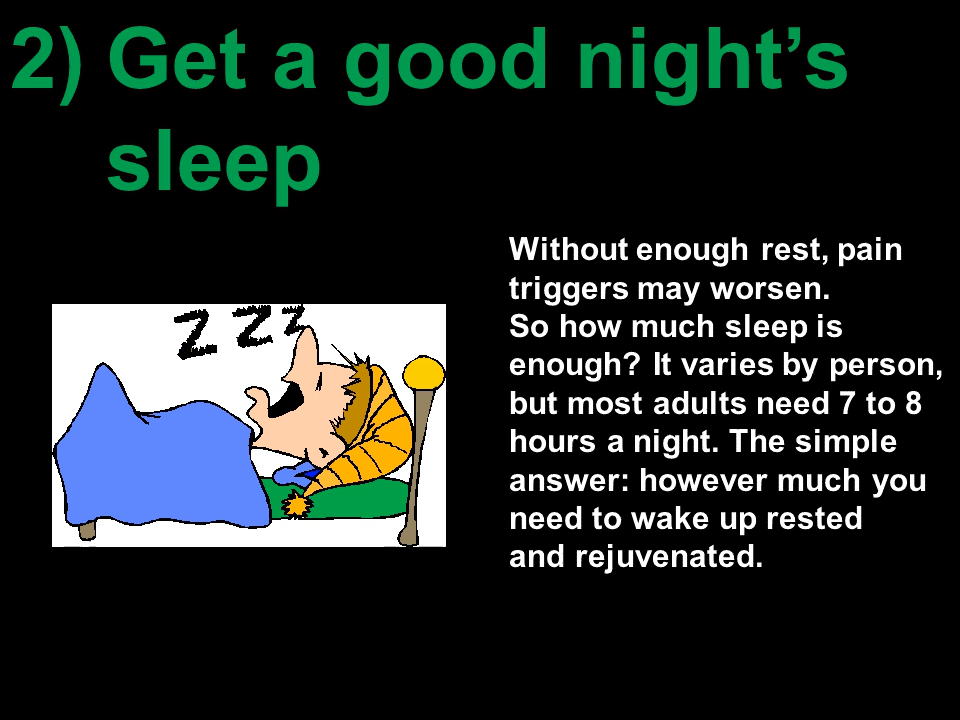 2) Get a good night’s
sleep
Z Z Z
Without enough rest, pain
triggers may worsen.
So how much sleep is
enough? It varies by person,
but most adults need 7 to 8
hours a night. The simple
answer: however much you
need to wake up rested
and rejuvenated.